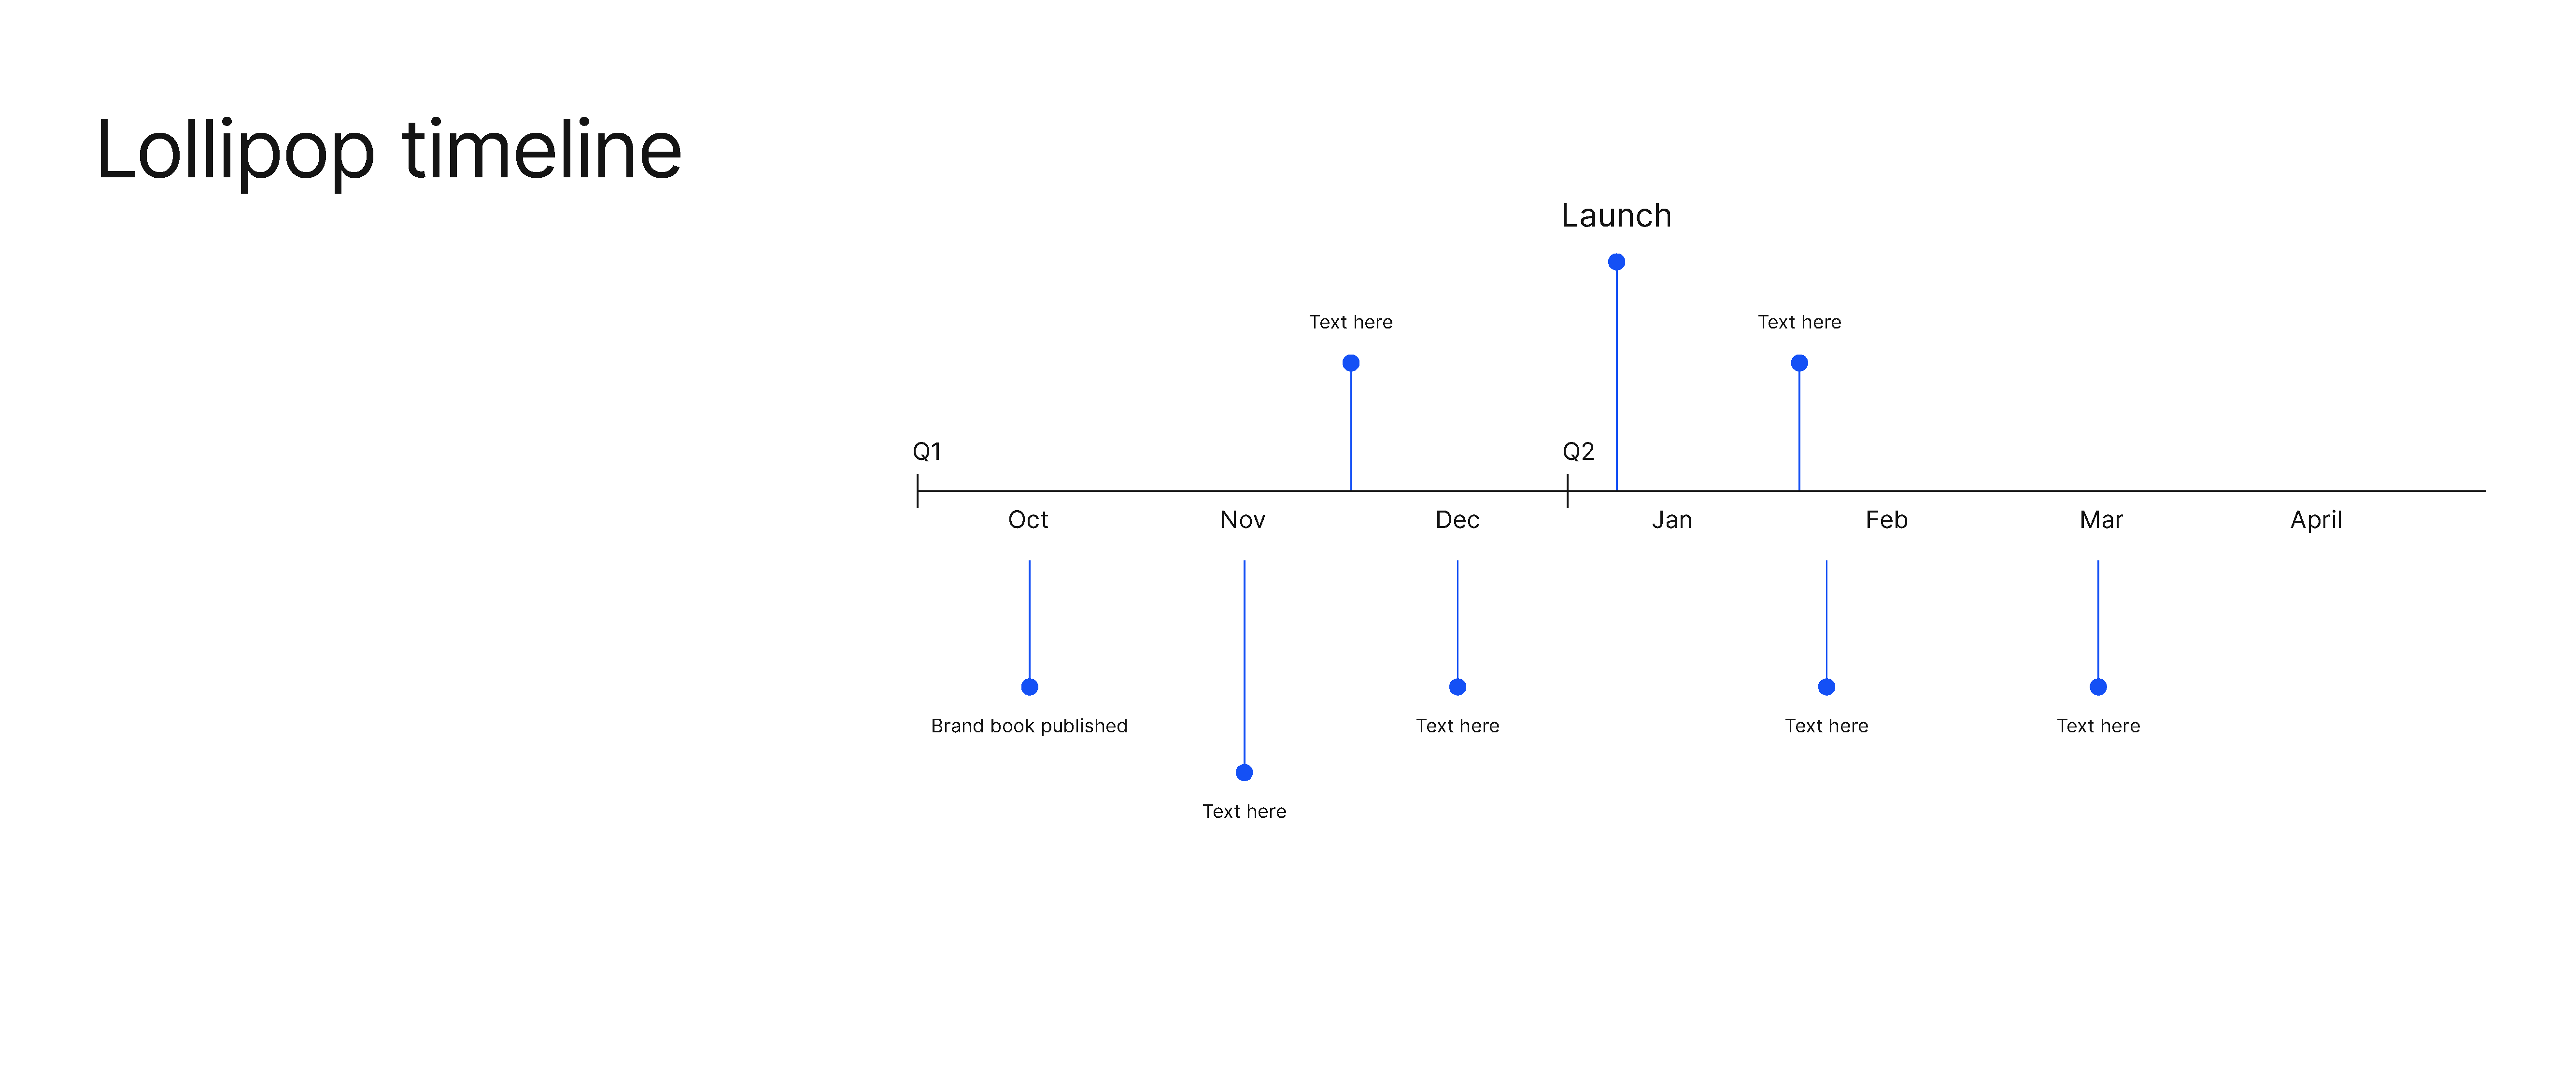 Lollipop timeline
Launch
Text here
Text here
Q1
Q2
Oct
Nov
Dec
Jan
Feb
Mar
April
Brand book published
Text here
Text here
Text here
Text here